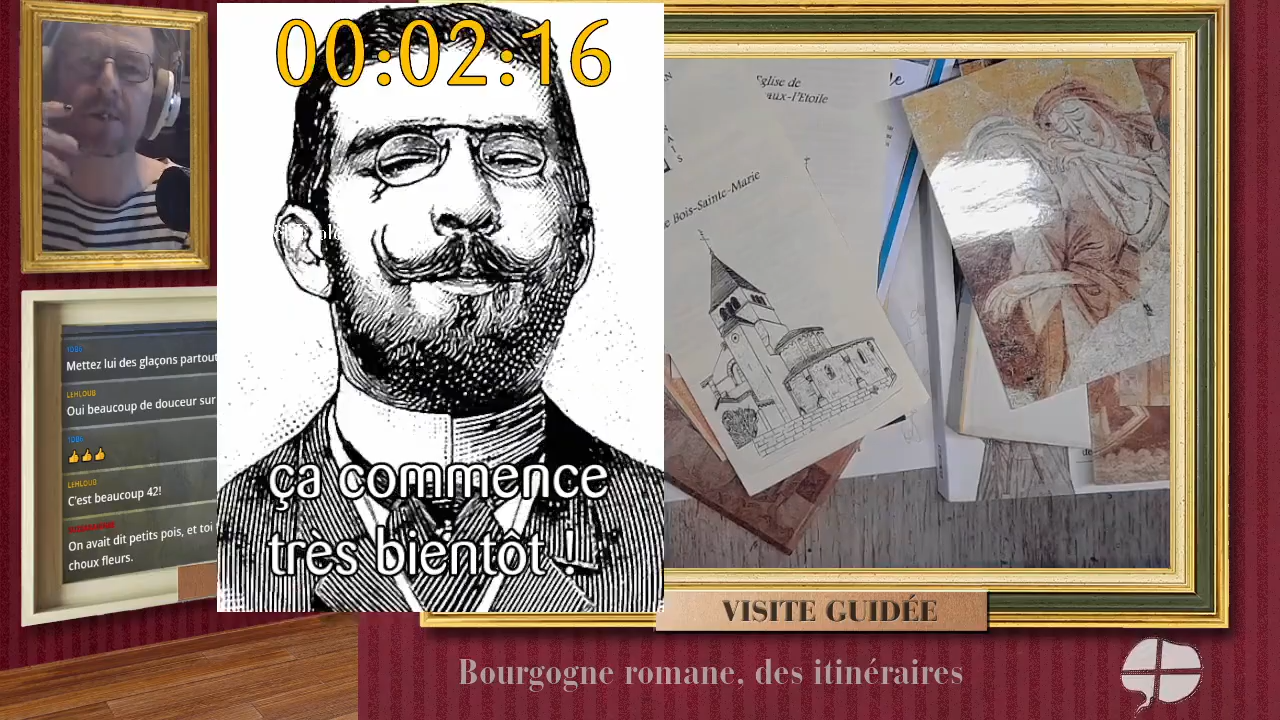 00:02:16
glise de
aux-l'Etoile
Bois-Sainte-Marie
Mettez lui des glaçons partout
LEHLOUB
Oui beaucoup de douceur sur
👍👍👍
LEHLOUB
C'est beaucoup 42!
On avait dit petits pois, et toi
choux fleurs.
ça commence
très bientôt !
VISITE GUIDÉE
Bourgogne romane, des itinéraires